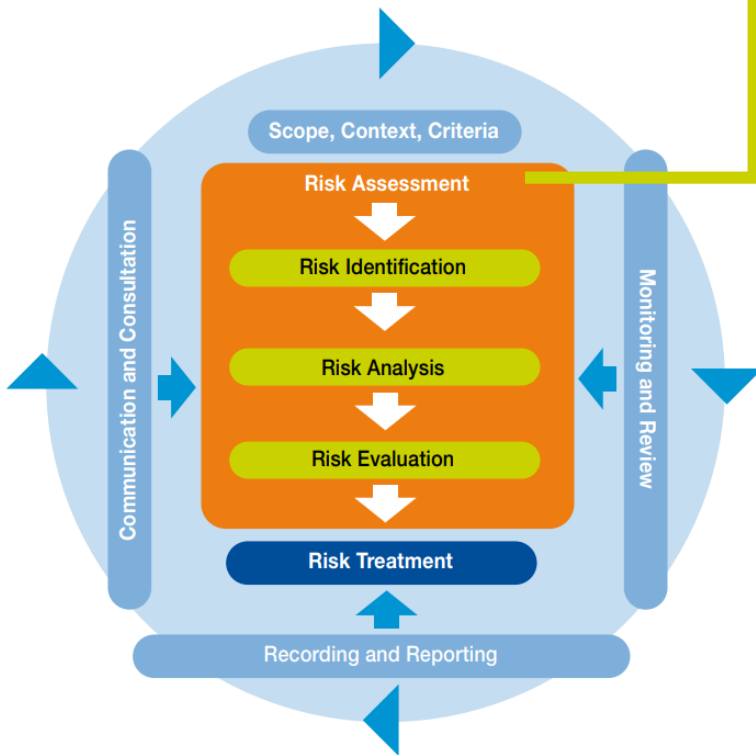 Scope, Context, Criteria
Risk Assessment
Risk Identification
Risk Analysis
Risk Evaluation
Risk Treatment
Communication and Consultation
Monitoring and Review
Recording and Reporting